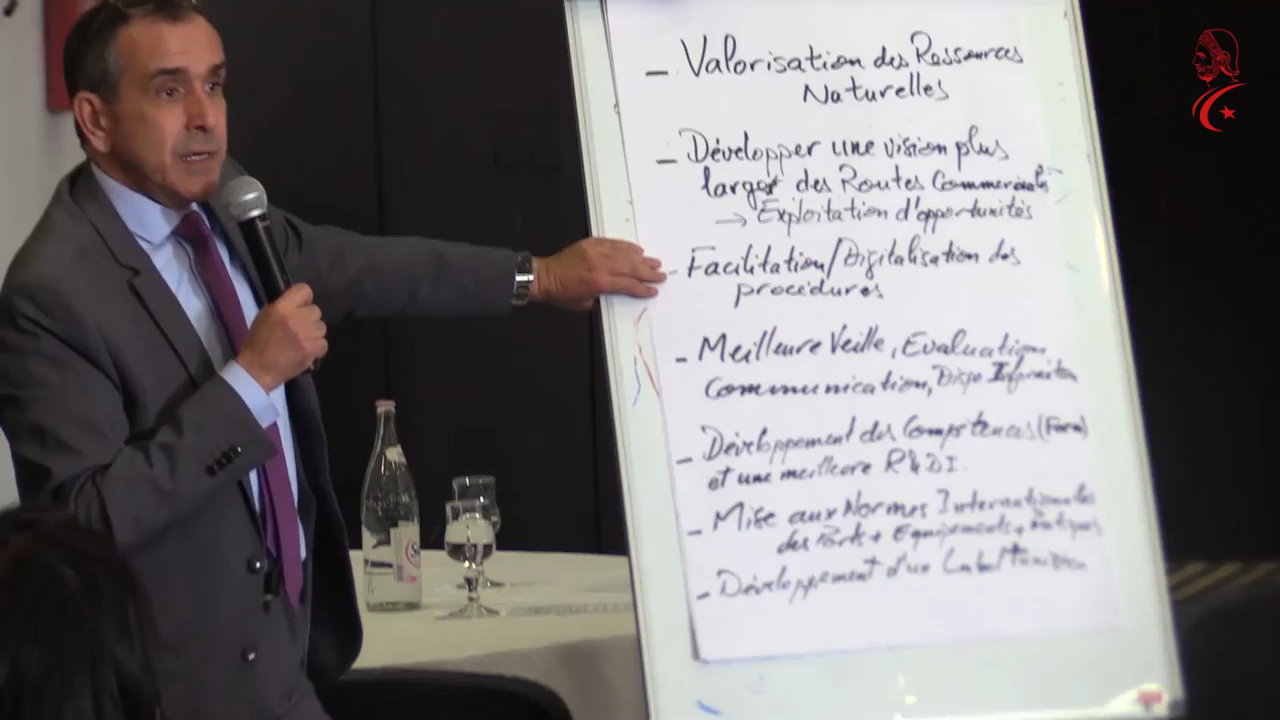 - Valorisation des Ressources
Naturelles
- Développer une vision plus
large des Routes Commerciales
→ Exploitation d'opportunités
- Facilitation/Digitalisation des
procédures
- Meilleure Veille, Evaluation
Communication, Dispo
- Développement des Compétences (Form)
et une meilleure R&DI.
- Mise aux Normes Internationales
des Ports + Equipements +
- Développement d'un Label Tunisien